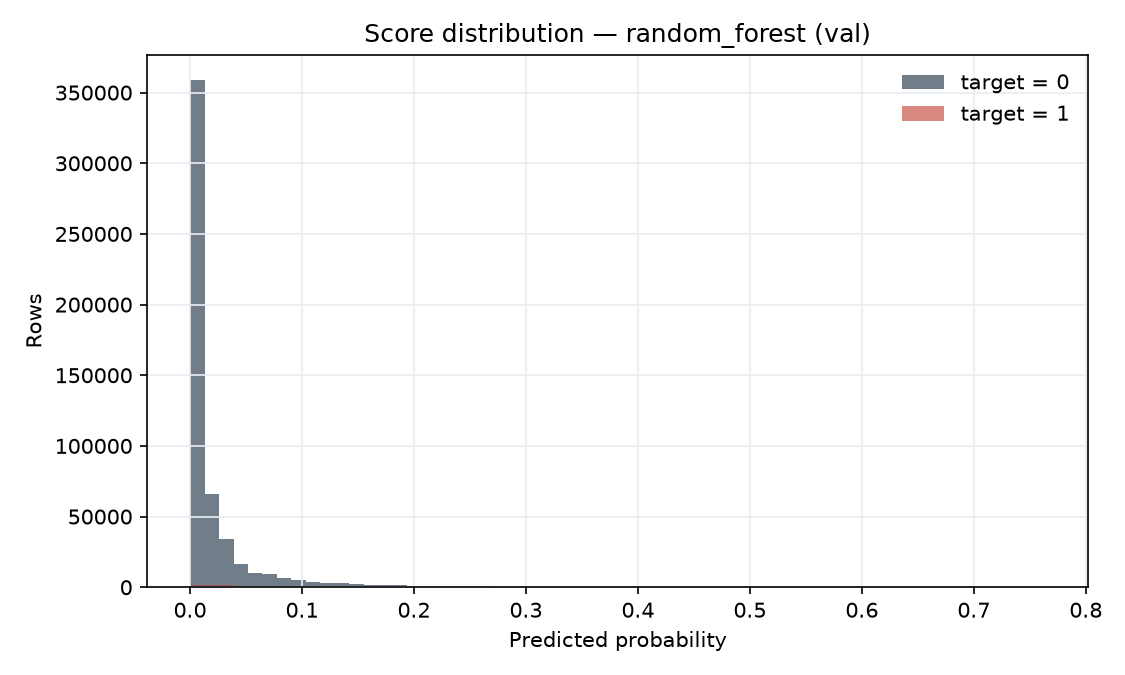 Score distribution — random_forest (val)
target = 0
target = 1
350000
300000
250000
200000
150000
100000
50000
0
Rows
0.0 0.1 0.2 0.3 0.4 0.5 0.6 0.7 0.8
Predicted probability